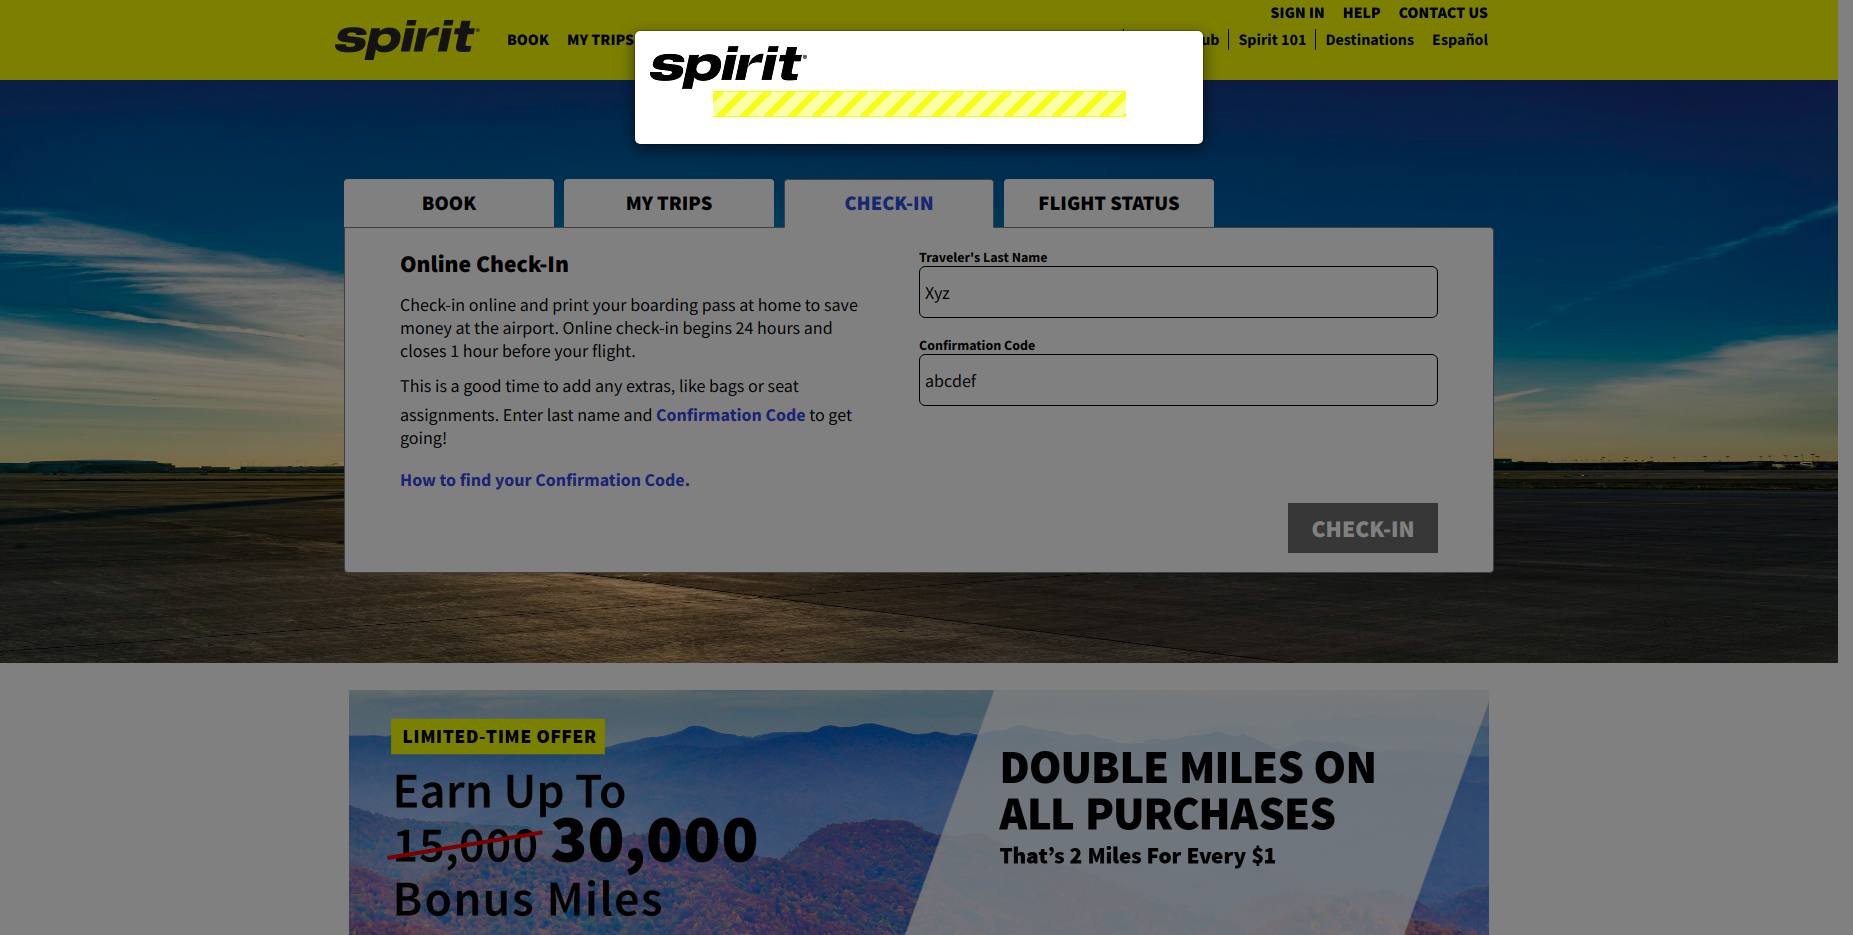 SIGN IN HELP CONTACT US
spirit BOOK MY TRIPS ub Spirit 101 Destinations Español
spirit
BOOK MY TRIPS CHECK-IN FLIGHT STATUS
Online Check-In
Check-in online and print your boarding pass at home to save
money at the airport. Online check-in begins 24 hours and
closes 1 hour before your flight.
This is a good time to add any extras, like bags or seat
assignments. Enter last name and Confirmation Code to get
going!
How to find your Confirmation Code.
Traveler's Last Name
Xyz
Confirmation Code
abcdef
CHECK-IN
LIMITED-TIME OFFER
Earn Up To
15,000 30,000
Bonus Miles
DOUBLE MILES ON
ALL PURCHASES
That’s 2 Miles For Every $1